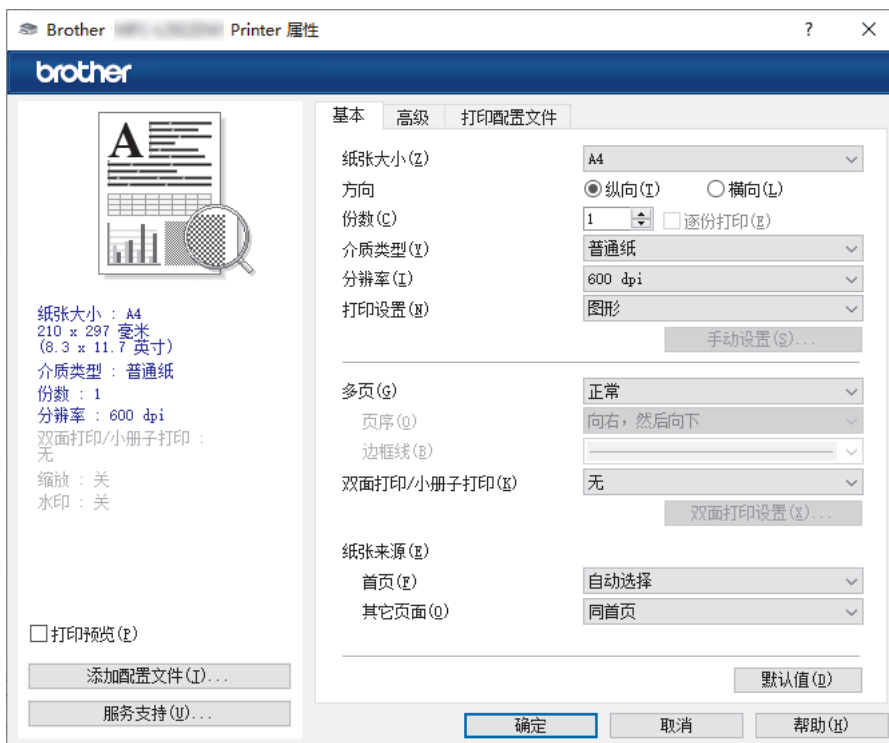 Brother Printer 属性
brother
A
纸张大小 : A4
210 x 297 毫米
(8.3 x 11.7 英寸)
介质类型 : 普通纸
份数 : 1
分辨率 : 600 dpi
双面打印/小册子打印 :
无
缩放 : 关
水印 : 关
打印预览(P)
添加配置文件(I)...
服务支持(U)...
基本 高级 打印配置文件
纸张大小(Z) A4
方向 纵向(T) 横向(L)
份数(C) 1 逐份打印(E)
介质类型(Y) 普通纸
分辨率(I) 600 dpi
打印设置(N) 图形
手动设置(S)...
多页(G) 正常
页序(O) 向右，然后向下
边框线(B)
双面打印/小册子打印(K) 无
双面打印设置(X)...
纸张来源(E)
首页(F) 自动选择
其它页面(O) 同首页
默认值(D)
确定 取消 帮助(H)